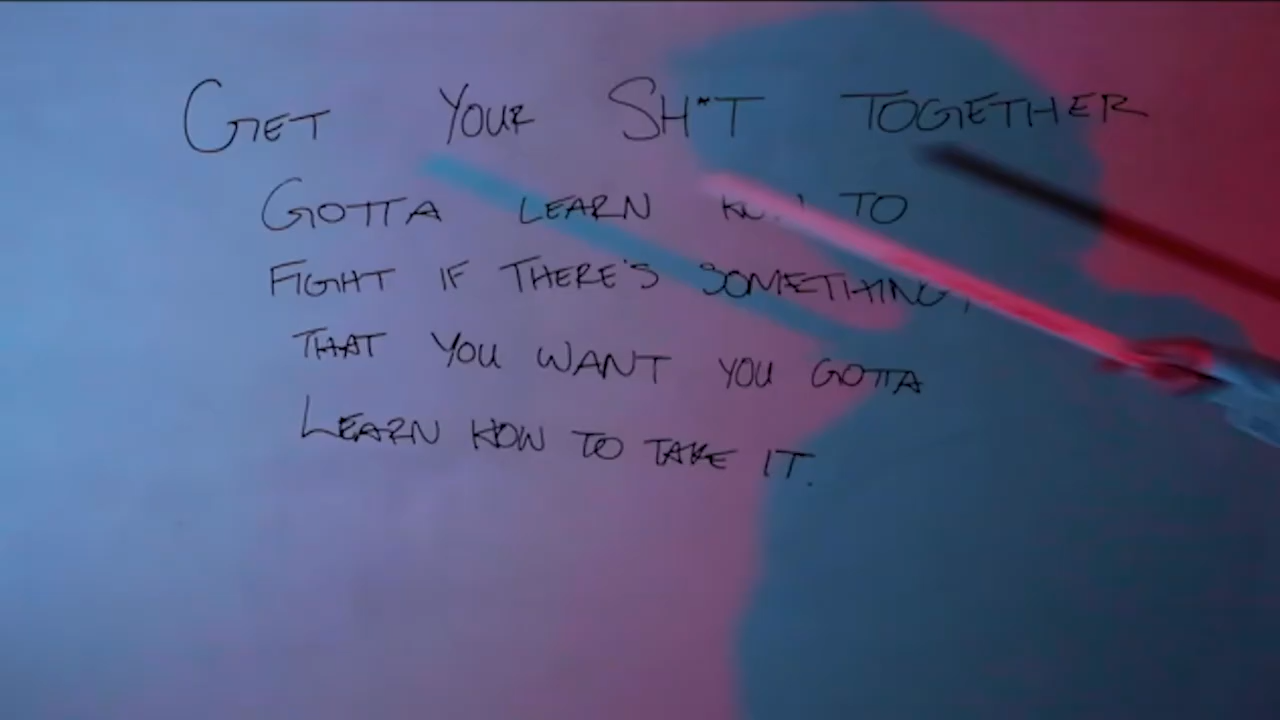 GET YOUR SH*T TOGETHER
GOTTA LEARN TO
FIGHT IF THERE'S SOMETHING
THAT YOU WANT YOU GOTTA
LEARN HOW TO TAKE IT.